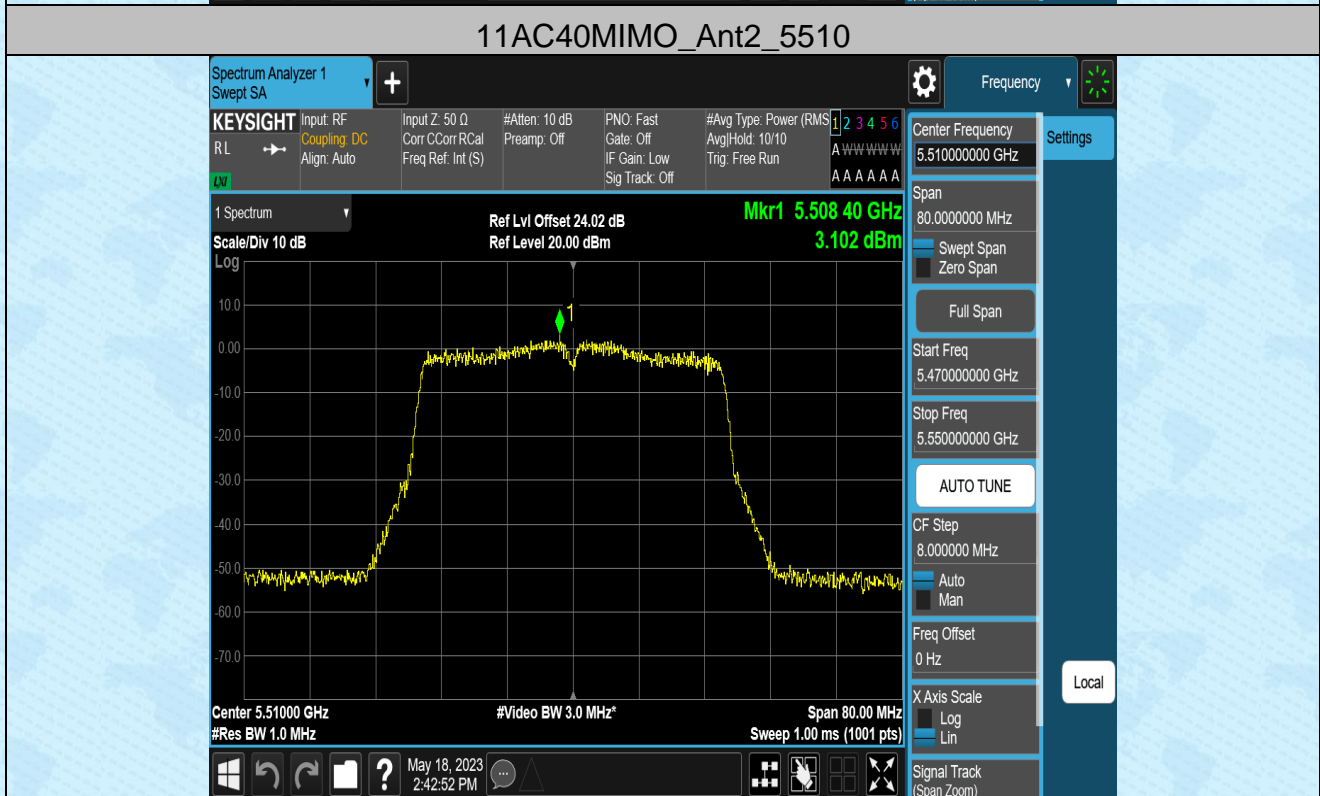 11AC40MIMO_Ant2_5510
Spectrum Analyzer 1
Swept SA
+
Frequency
KEYSIGHT
RL
LXI
Input: RF
Coupling: DC
Align: Auto
Input Z: 50 Ω
Corr CCorr RCal
Freq Ref: Int (S)
#Atten: 10 dB
Preamp: Off
PNO: Fast
Gate: Off
IF Gain: Low
Sig Track: Off
#Avg Type: Power (RMS
Avg|Hold: 10/10
Trig: Free Run
1 2 3 4 5 6
A W W W W W
A A A A A A
Center Frequency
5.510000000 GHz
Settings
Span
80.0000000 MHz
Swept Span
Zero Span
Full Span
Start Freq
5.470000000 GHz
Stop Freq
5.550000000 GHz
AUTO TUNE
CF Step
8.000000 MHz
Auto
Man
Freq Offset
0 Hz
X Axis Scale
Log
Lin
Signal Track
(Span Zoom)
Local
1 Spectrum
Scale/Div 10 dB
Log
Ref Lvl Offset 24.02 dB
Ref Level 20.00 dBm
Mkr1 5.508 40 GHz
3.102 dBm
1
10.0
0.00
-10.0
-20.0
-30.0
-40.0
-50.0
-60.0
-70.0
Center 5.51000 GHz
#Res BW 1.0 MHz
#Video BW 3.0 MHz*
Span 80.00 MHz
Sweep 1.00 ms (1001 pts)
?
May 18, 2023
2:42:52 PM